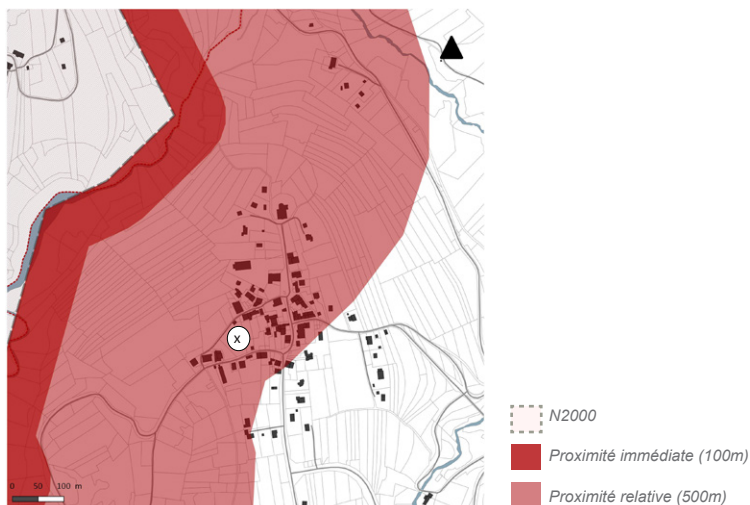 x
N2000
Proximité immédiate (100m)
0 50 100 m
Proximité relative (500m)